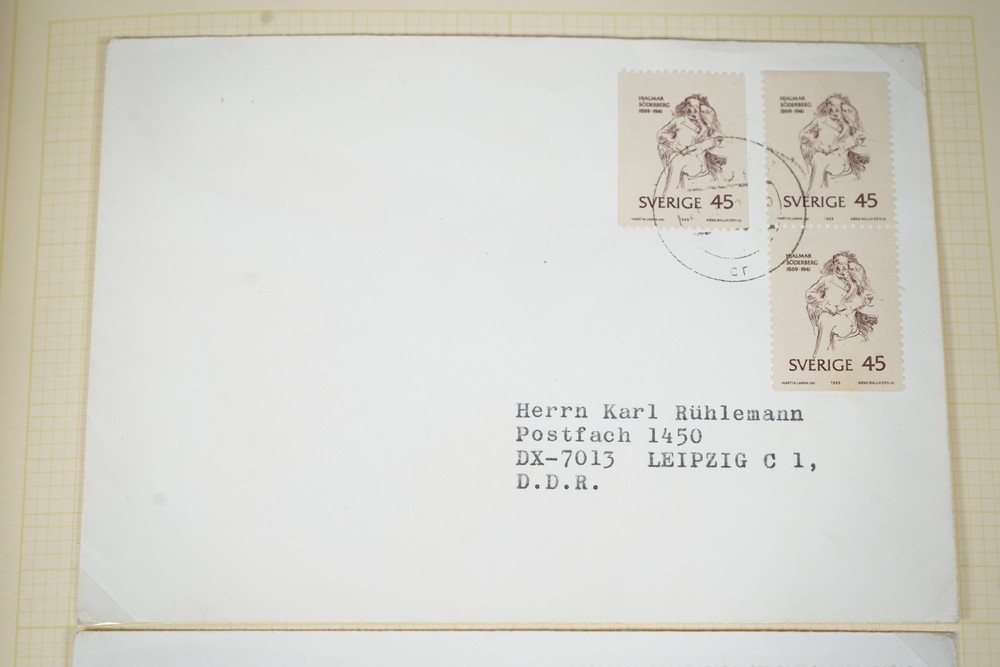 HJALMAR
SÖDERBERG
1869-1941
SVERIGE 45
HJALMAR
SÖDERBERG
1869-1941
SVERIGE 45
HJALMAR
SÖDERBERG
1869-1941
SVERIGE 45
Herrn Karl Rühlemann
Postfach 1450
DX-7013 LEIPZIG C 1,
D.D.R.